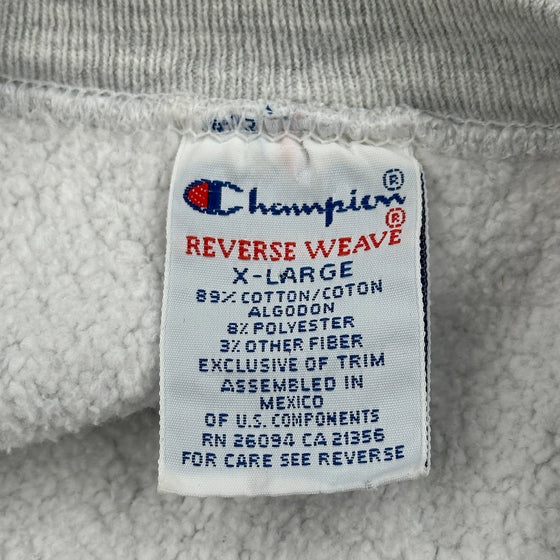 Champion®
REVERSE WEAVE®
X-LARGE
89% COTTON/COTON
ALGODON
8% POLYESTER
3% OTHER FIBER
EXCLUSIVE OF TRIM
ASSEMBLED IN
MEXICO
OF U.S. COMPONENTS
RN 26094 CA 21356
FOR CARE SEE REVERSE